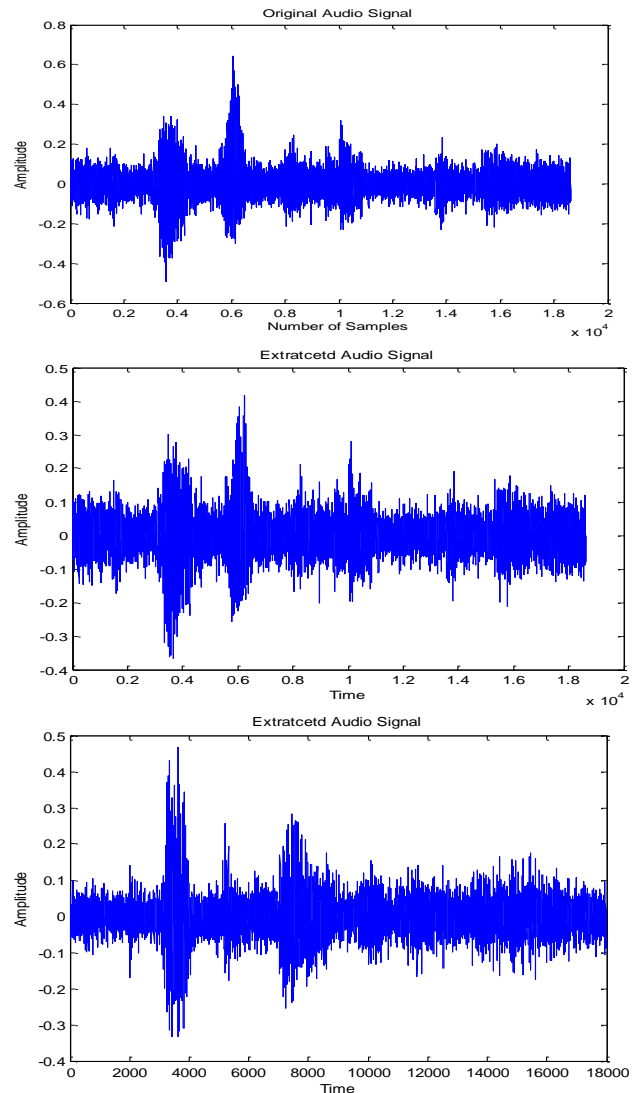 Original Audio Signal
0.8
0.6
0.4
0.2
0
-0.2
-0.4
-0.6
Amplitude
0 0.2 0.4 0.6 0.8 1 1.2 1.4 1.6 1.8 2
Number of Samples
x 10^4
Extratcetd Audio Signal
0.5
0.4
0.3
0.2
0.1
0
-0.1
-0.2
-0.3
-0.4
Amplitude
0 0.2 0.4 0.6 0.8 1 1.2 1.4 1.6 1.8 2
Time
x 10^4
Extratcetd Audio Signal
0.5
0.4
0.3
0.2
0.1
0
-0.1
-0.2
-0.3
-0.4
Amplitude
0 2000 4000 6000 8000 10000 12000 14000 16000 18000
Time